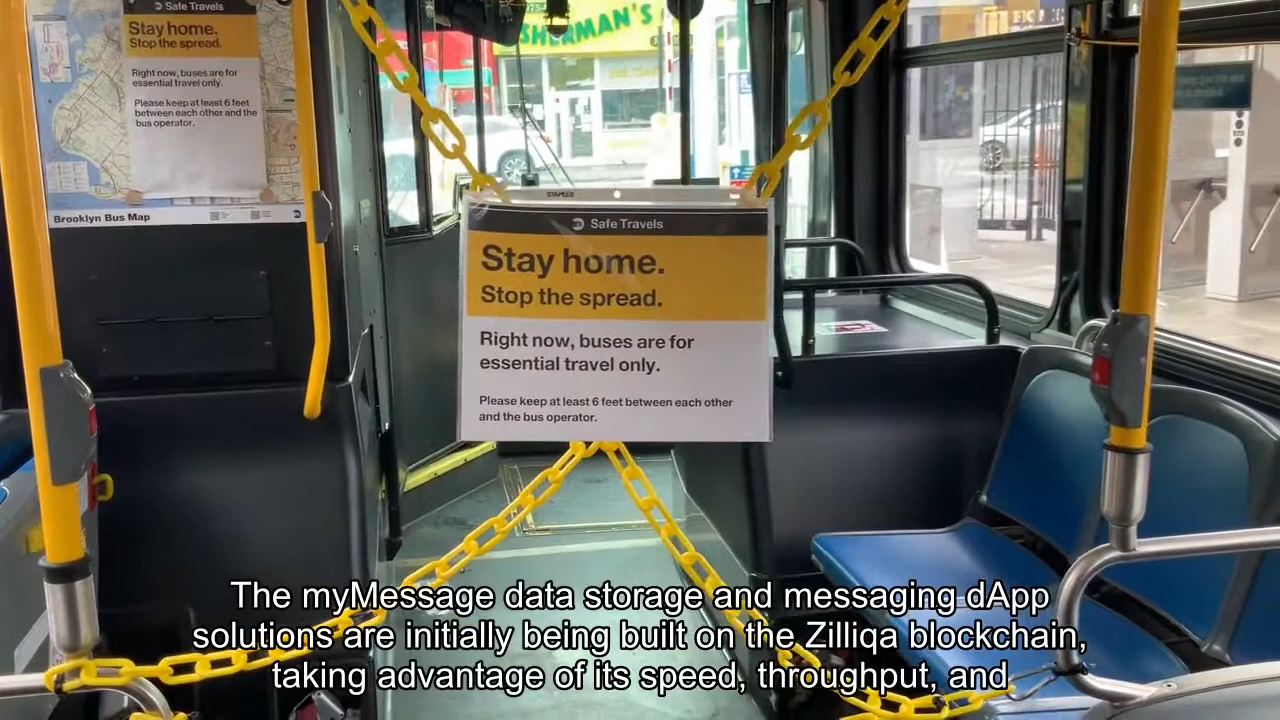 Safe Travels
Stay home.
Stop the spread.
Right now, buses are for
essential travel only.
Please keep at least 6 feet
between each other and the
bus operator.
Brooklyn Bus Map
SHERMAN'S
STAPLES
Safe Travels
Stay home.
Stop the spread.
Right now, buses are for
essential travel only.
Please keep at least 6 feet between each other
and the bus operator.
The myMessage data storage and messaging dApp
solutions are initially being built on the Zilliqa blockchain,
taking advantage of its speed, throughput, and